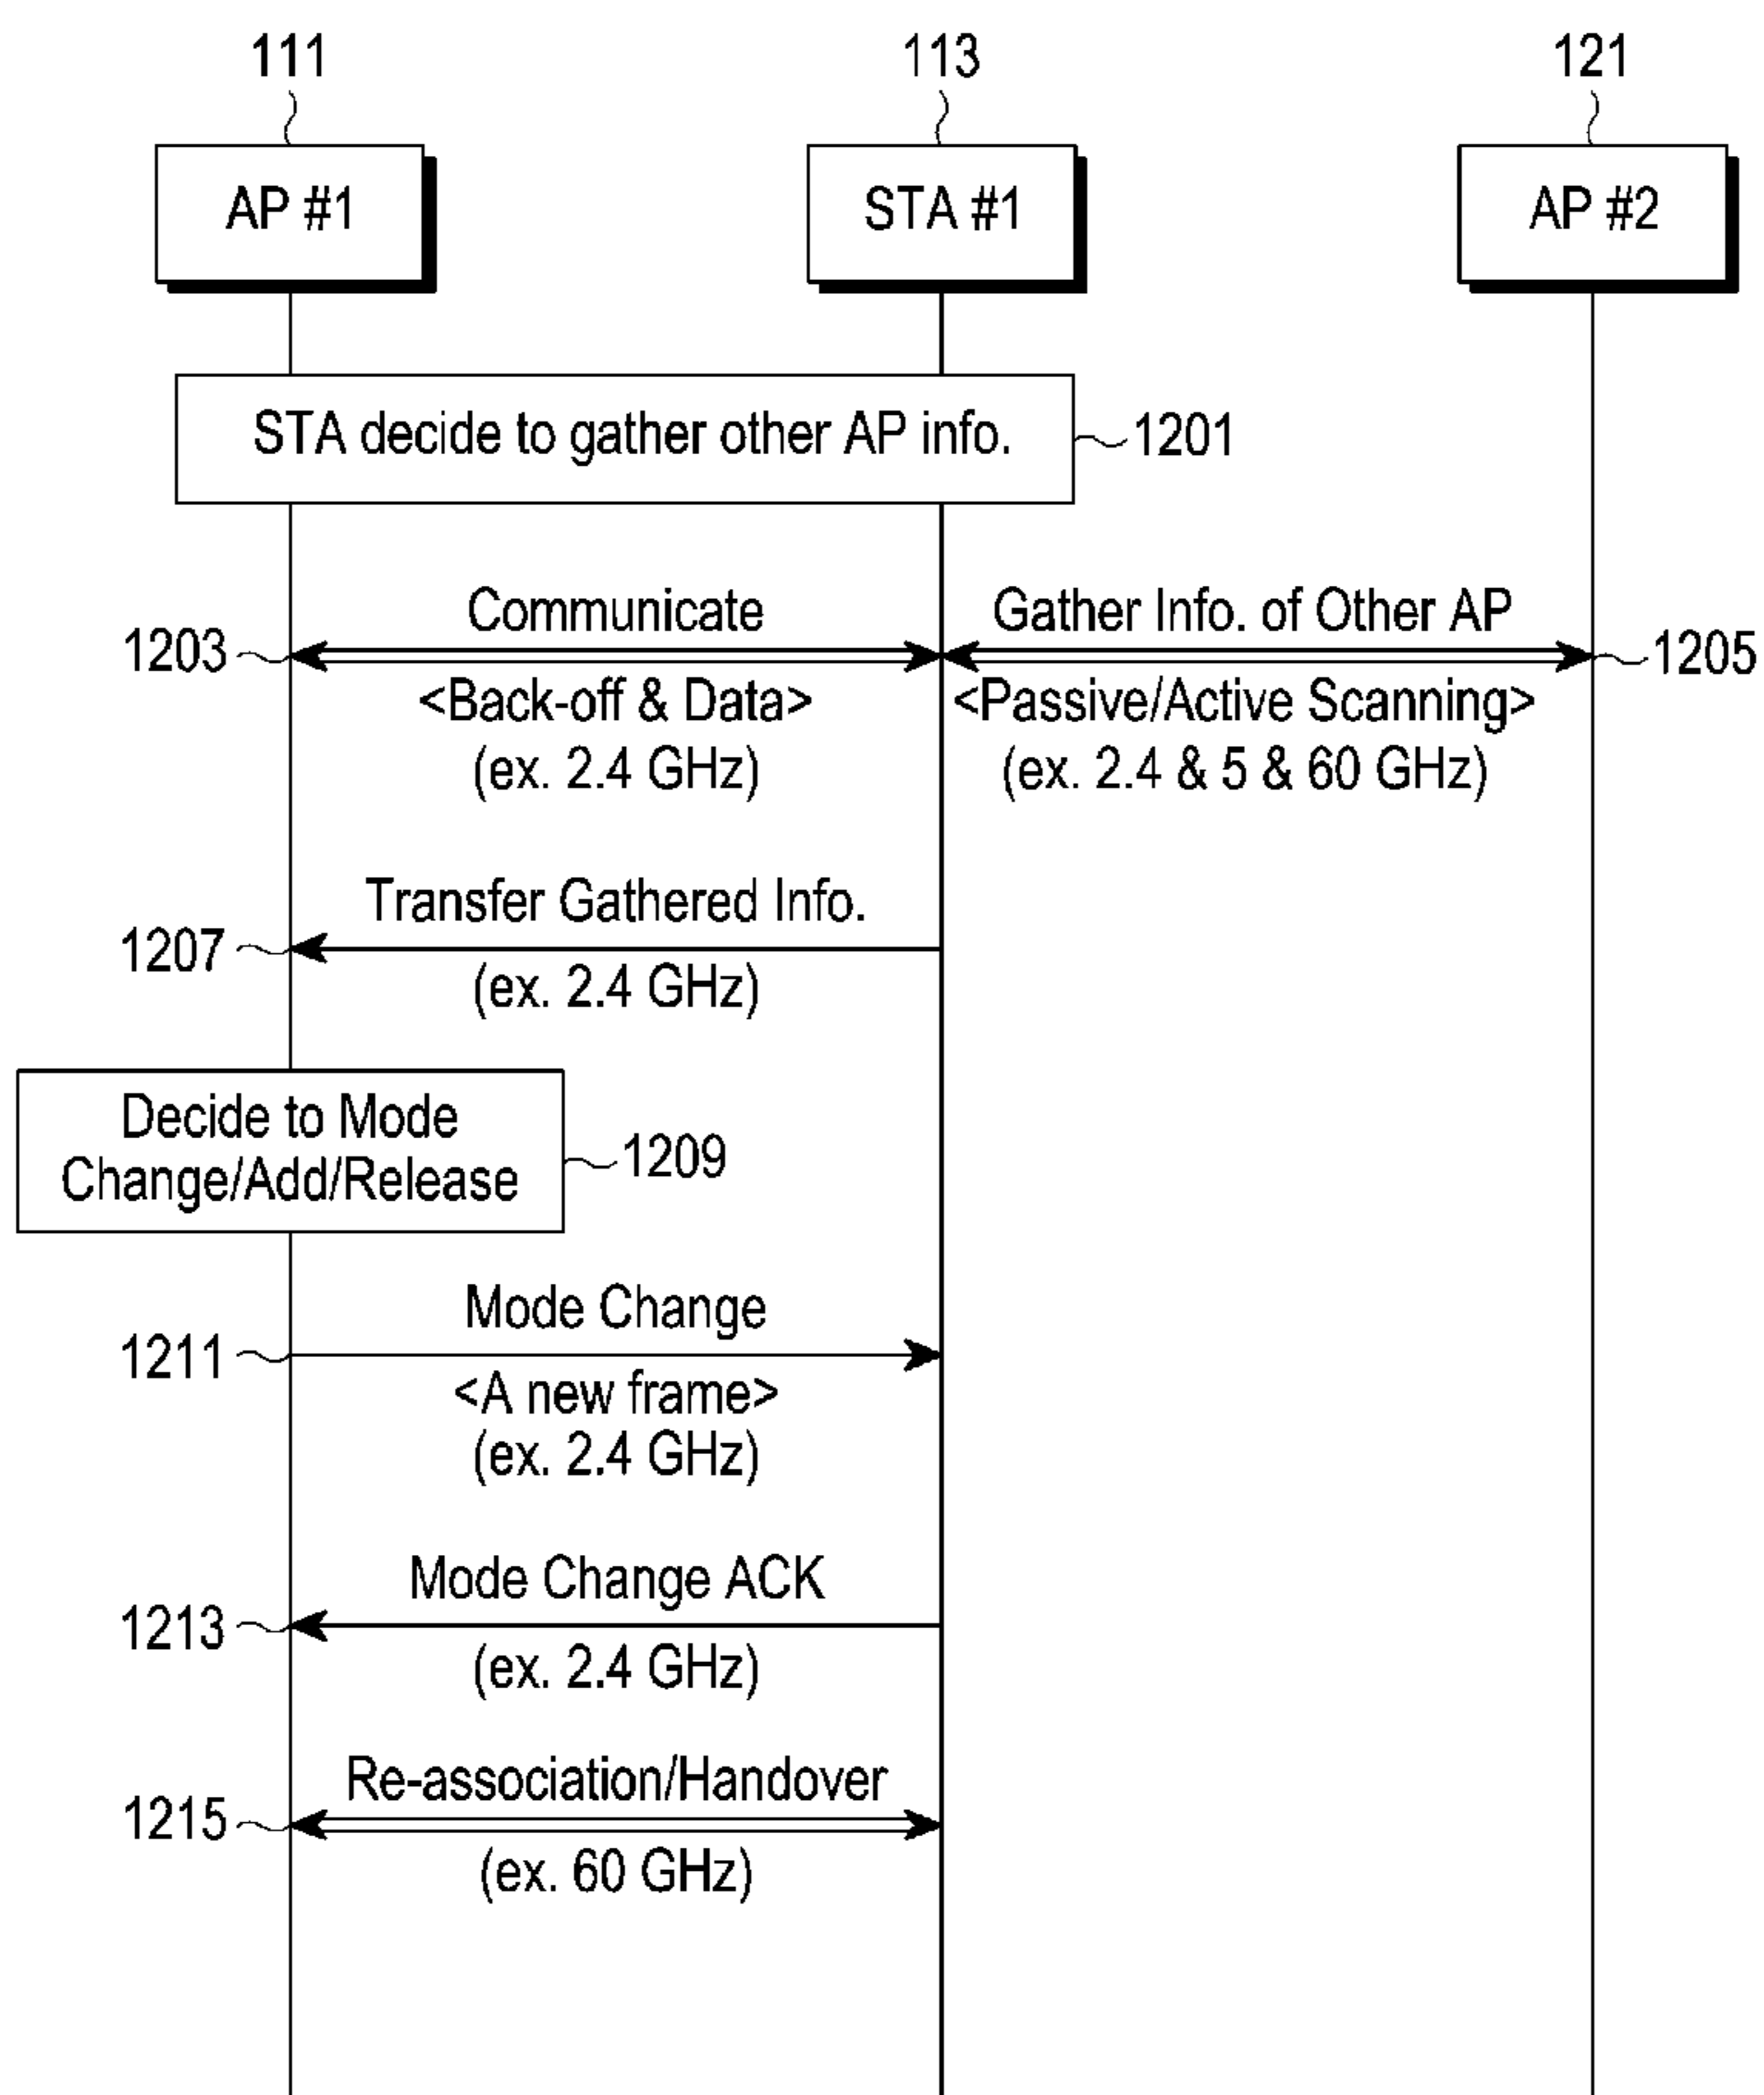 111
113
121
AP #1
STA #1
AP #2
STA decide to gather other AP info.
1201
Communicate
Gather Info. of Other AP
1203
1205
<Back-off & Data>
<Passive/Active Scanning>
(ex. 2.4 GHz)
(ex. 2.4 & 5 & 60 GHz)
Transfer Gathered Info.
1207
(ex. 2.4 GHz)
Decide to Mode
Change/Add/Release
1209
Mode Change
1211
<A new frame>
(ex. 2.4 GHz)
Mode Change ACK
1213
(ex. 2.4 GHz)
Re-association/Handover
1215
(ex. 60 GHz)